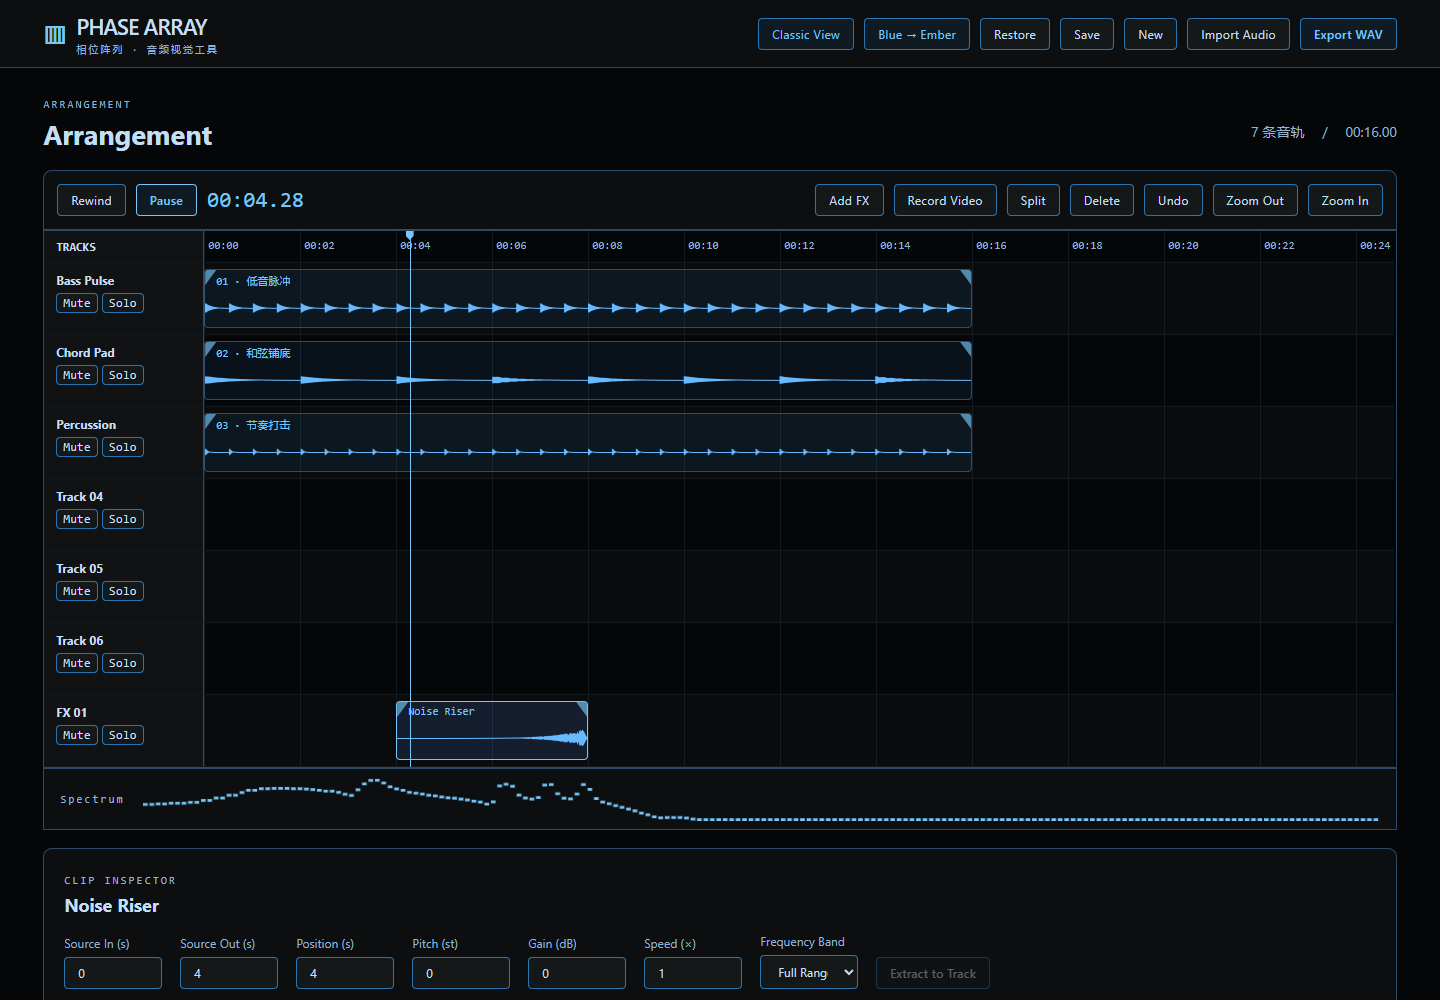 PHASE ARRAY
相位阵列 · 音频视觉工具
Classic View
Blue → Ember
Restore
Save
New
Import Audio
Export WAV
ARRANGEMENT
Arrangement
7 条音轨 / 00:16.00
Rewind
Pause
00:04.28
Add FX
Record Video
Split
Delete
Undo
Zoom Out
Zoom In
TRACKS
00:00 00:02 00:04 00:06 00:08 00:10 00:12 00:14 00:16 00:18 00:20 00:22 00:24
Bass Pulse
Mute Solo
01 · 低音脉冲
Chord Pad
Mute Solo
02 · 和弦铺底
Percussion
Mute Solo
03 · 节奏打击
Track 04
Mute Solo
Track 05
Mute Solo
Track 06
Mute Solo
FX 01
Mute Solo
Noise Riser
Spectrum
CLIP INSPECTOR
Noise Riser
Source In (s)
0
Source Out (s)
4
Position (s)
4
Pitch (st)
0
Gain (dB)
0
Speed (×)
1
Frequency Band
Full Rang
Extract to Track